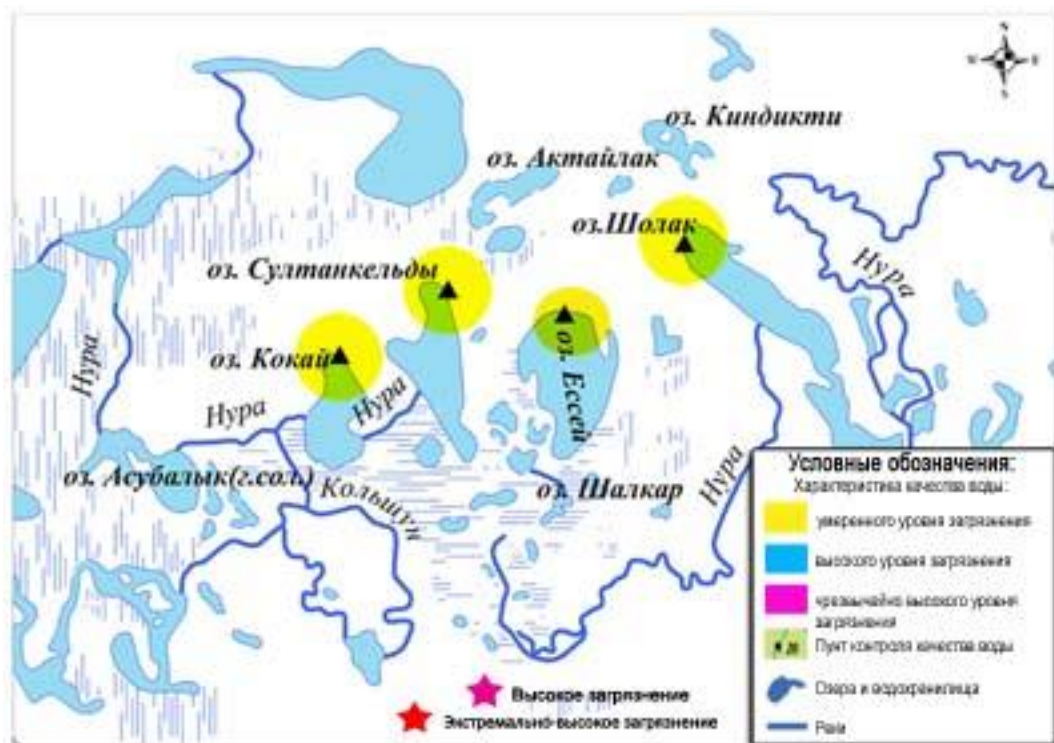 N
W E
S
оз. Киндикти
оз. Актайлак
оз.Шолак
Нура
оз. Султанкельды
оз. Кокай
Нура
Нура
Нура
оз. Ессей
оз. Асубалык(г.сол.)
Кольшун
оз. Шалкар
Нура
Условные обозначения:
Характеристика качества воды:
умеренного уровня загрязнения
высокого уровня загрязнения
чрезвычайно высокого уровня
загрязнения
Пункт контроля качества воды
Озера и водохранилища
Реки
Высокое загрязнение
Экстремально-высокое загрязнение